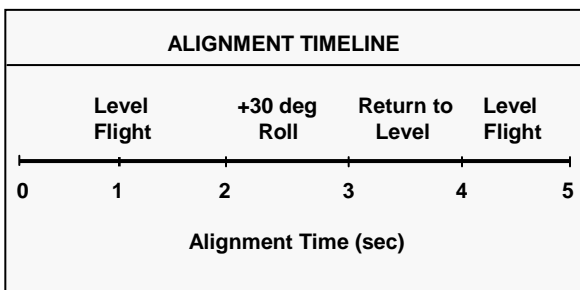 ALIGNMENT TIMELINE
Level +30 deg Return to Level
Flight Roll Level Flight
0 1 2 3 4 5
Alignment Time (sec)